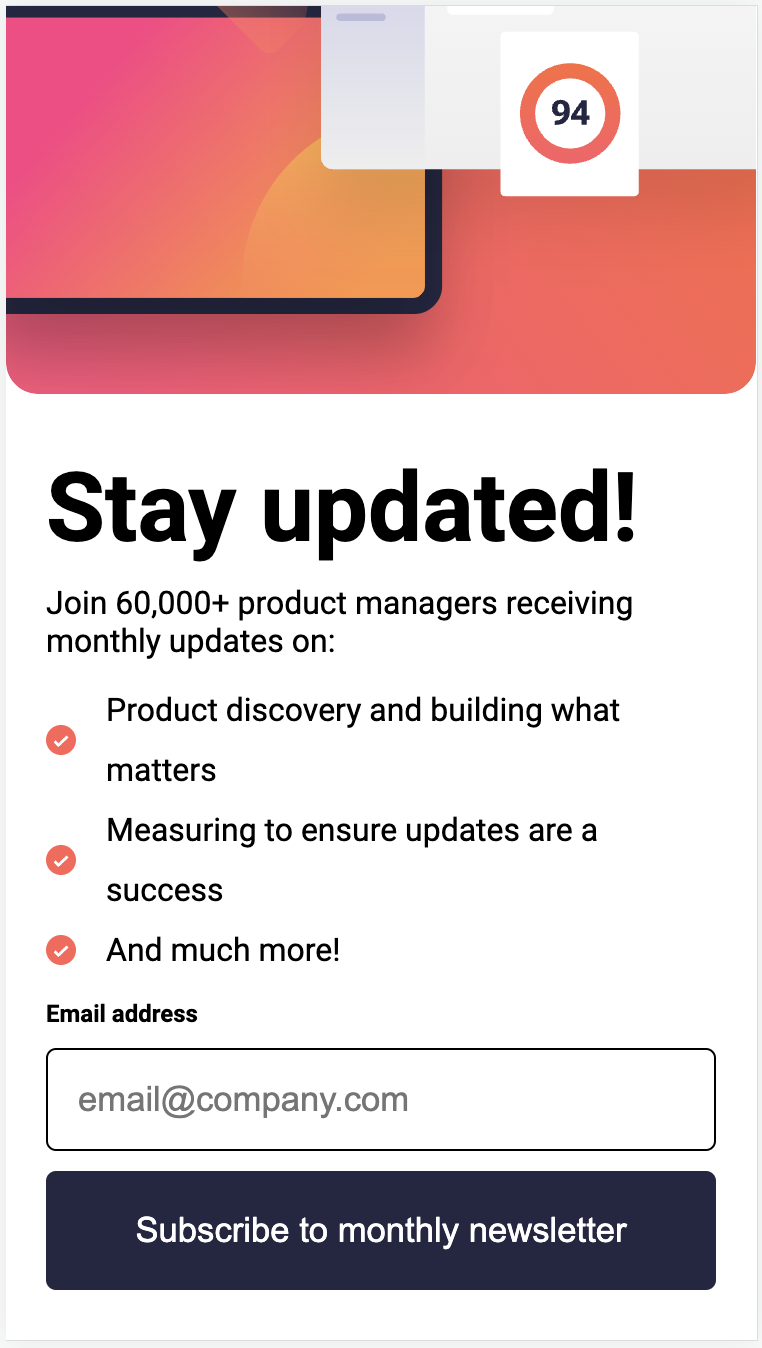 94
Stay updated!
Join 60,000+ product managers receiving
monthly updates on:
Product discovery and building what
matters
Measuring to ensure updates are a
success
And much more!
Email address
email@company.com
Subscribe to monthly newsletter